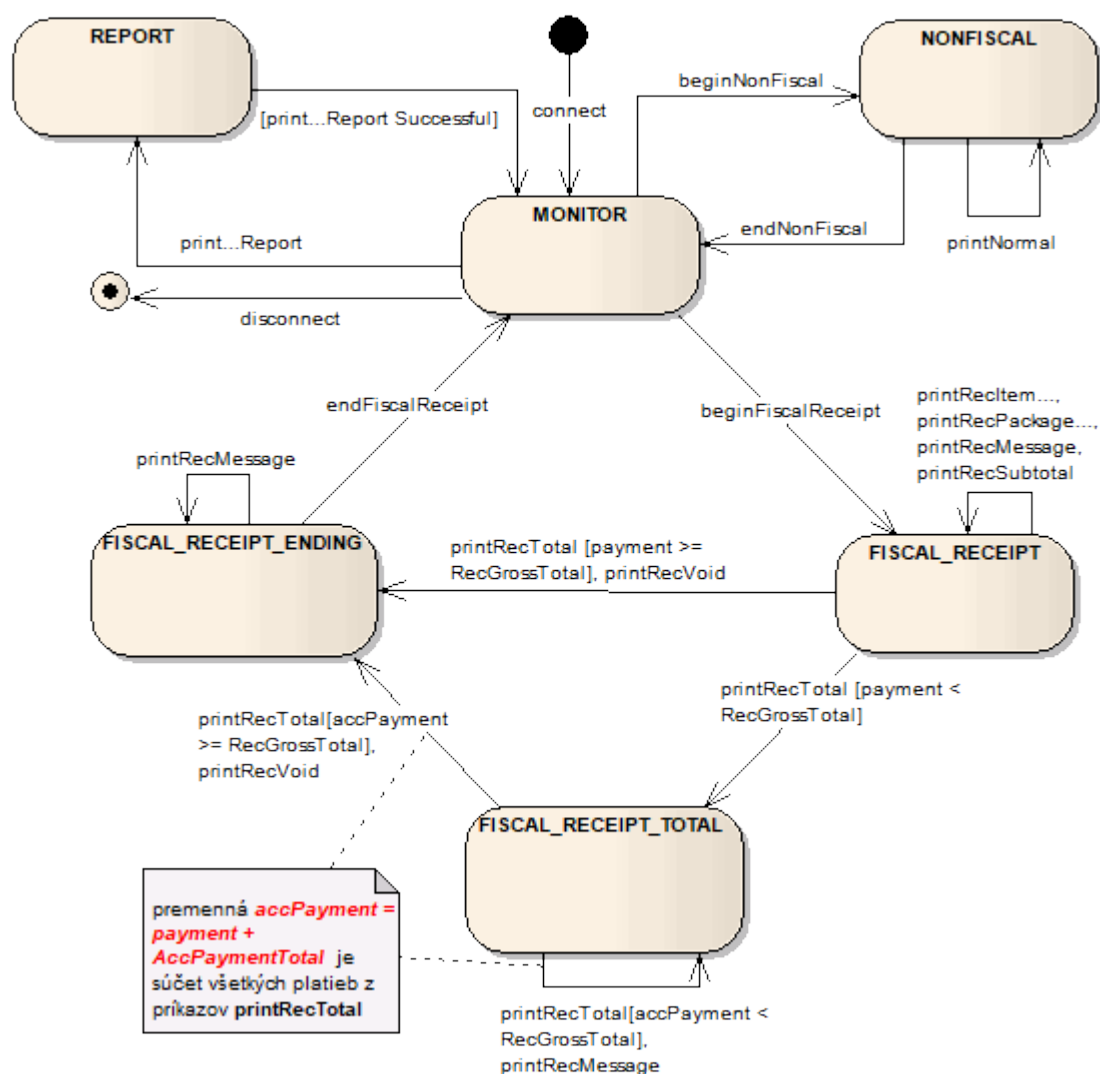 REPORT
NONFISCAL
beginNonFiscal
connect
[print...Report Successful]
MONITOR
endNonFiscal
printNormal
print...Report
disconnect
endFiscalReceipt
beginFiscalReceipt
printRecItem...,
printRecPackage...,
printRecMessage,
printRecSubtotal
printRecMessage
FISCAL_RECEIPT_ENDING
printRecTotal [payment >=
RecGrossTotal], printRecVoid
FISCAL_RECEIPT
printRecTotal [payment <
RecGrossTotal]
printRecTotal[accPayment
>= RecGrossTotal],
printRecVoid
FISCAL_RECEIPT_TOTAL
premenná accPayment =
payment +
AccPaymentTotal je
súčet všetkých platieb z
príkazov printRecTotal
printRecTotal[accPayment <
RecGrossTotal],
printRecMessage